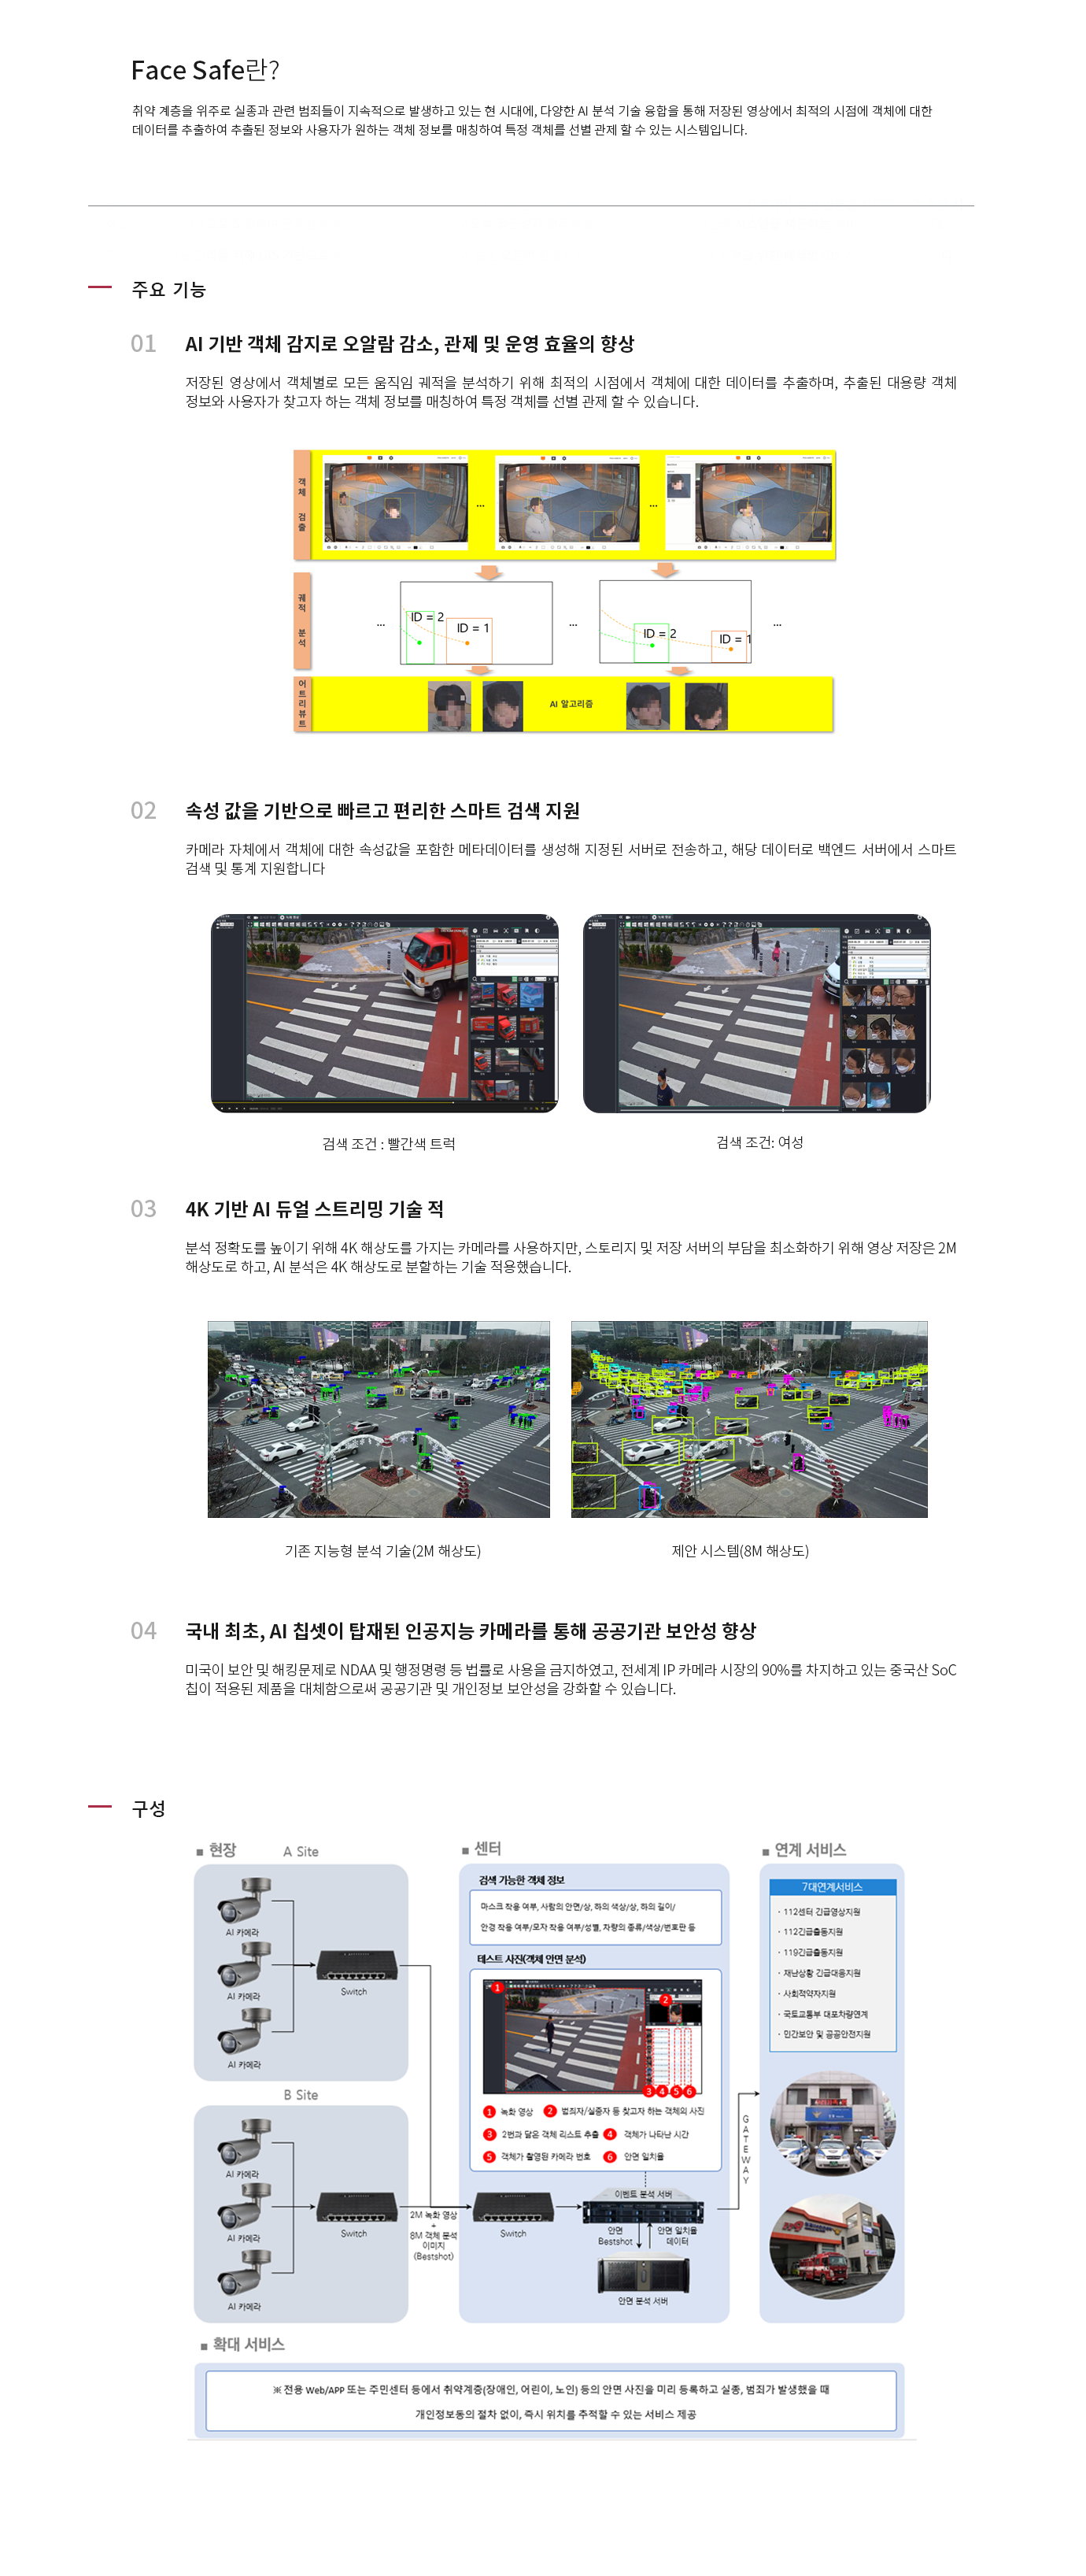 Face Safe란?
취약 계층을 위주로 실종과 관련 범죄들이 지속적으로 발생하고 있는 현 시대에, 다양한 AI 분석 기술 융합을 통해 저장된 영상에서 최적의 시점에 객체에 대한
데이터를 추출하여 추출된 정보와 사용자가 원하는 객체 정보를 매칭하여 특정 객체를 선별 관제 할 수 있는 시스템입니다.
주요 기능
01 AI 기반 객체 감지로 오알람 감소, 관제 및 운영 효율의 향상
저장된 영상에서 객체별로 모든 움직임 궤적을 분석하기 위해 최적의 시점에서 객체에 대한 데이터를 추출하며, 추출된 대용량 객체
정보와 사용자가 찾고자 하는 객체 정보를 매칭하여 특정 객체를 선별 관제 할 수 있습니다.
객체 검출
... ...
궤적 분석
... ID = 2 ID = 1 ... ID = 2 ID = 1 ...
어트리뷰트
AI 알고리즘
02 속성 값을 기반으로 빠르고 편리한 스마트 검색 지원
카메라 자체에서 객체에 대한 속성값을 포함한 메타데이터를 생성해 지정된 서버로 전송하고, 해당 데이터로 백엔드 서버에서 스마트
검색 및 통계 지원합니다
검색 조건 : 빨간색 트럭
검색 조건: 여성
03 4K 기반 AI 듀얼 스트리밍 기술 적
분석 정확도를 높이기 위해 4K 해상도를 가지는 카메라를 사용하지만, 스토리지 및 저장 서버의 부담을 최소화하기 위해 영상 저장은 2M
해상도로 하고, AI 분석은 4K 해상도로 분할하는 기술 적용했습니다.
기존 지능형 분석 기술(2M 해상도)
제안 시스템(8M 해상도)
04 국내 최초, AI 칩셋이 탑재된 인공지능 카메라를 통해 공공기관 보안성 향상
미국이 보안 및 해킹문제로 NDAA 및 행정명령 등 법률로 사용을 금지하였고, 전세계 IP 카메라 시장의 90%를 차지하고 있는 중국산 SoC
칩이 적용된 제품을 대체함으로써 공공기관 및 개인정보 보안성을 강화할 수 있습니다.
구성
■ 현장
A Site
AI 카메라
AI 카메라
AI 카메라
Switch
B Site
AI 카메라
AI 카메라
AI 카메라
Switch
2M 녹화 영상
+
8M 객체 분석
이미지
(Bestshot)
■ 센터
검색 가능한 객체 정보
마스크 착용 여부, 사람의 안면/상, 하의 색상/상, 하의 길이/
안경 착용 여부/모자 착용 여부/성별, 차량의 종류/색상/번호판 등
테스트 사진(객체 안면 분석)
1
2
3 4 5 6
1 녹화 영상 2 범죄자/실종자 등 찾고자 하는 객체의 사진
3 2번과 닮은 객체 리스트 추출 4 객체가 나타난 시간
5 객체가 촬영된 카메라 번호 6 안면 일치율
Switch
이벤트 분석 서버
안면
Bestshot
안면 일치율
데이터
안면 분석 서버
GATEWAY
■ 연계 서비스
7대연계서비스
· 112센터 긴급영상지원
· 112긴급출동지원
· 119긴급출동지원
· 재난상황 긴급대응지원
· 사회적약자지원
· 국토교통부 대포차량연계
· 민간보안 및 공공안전지원
■ 확대 서비스
※ 전용 Web/APP 또는 주민센터 등에서 취약계층(장애인, 어린이, 노인) 등의 안면 사진을 미리 등록하고 실종, 범죄가 발생했을 때
개인정보동의 절차 없이, 즉시 위치를 추적할 수 있는 서비스 제공